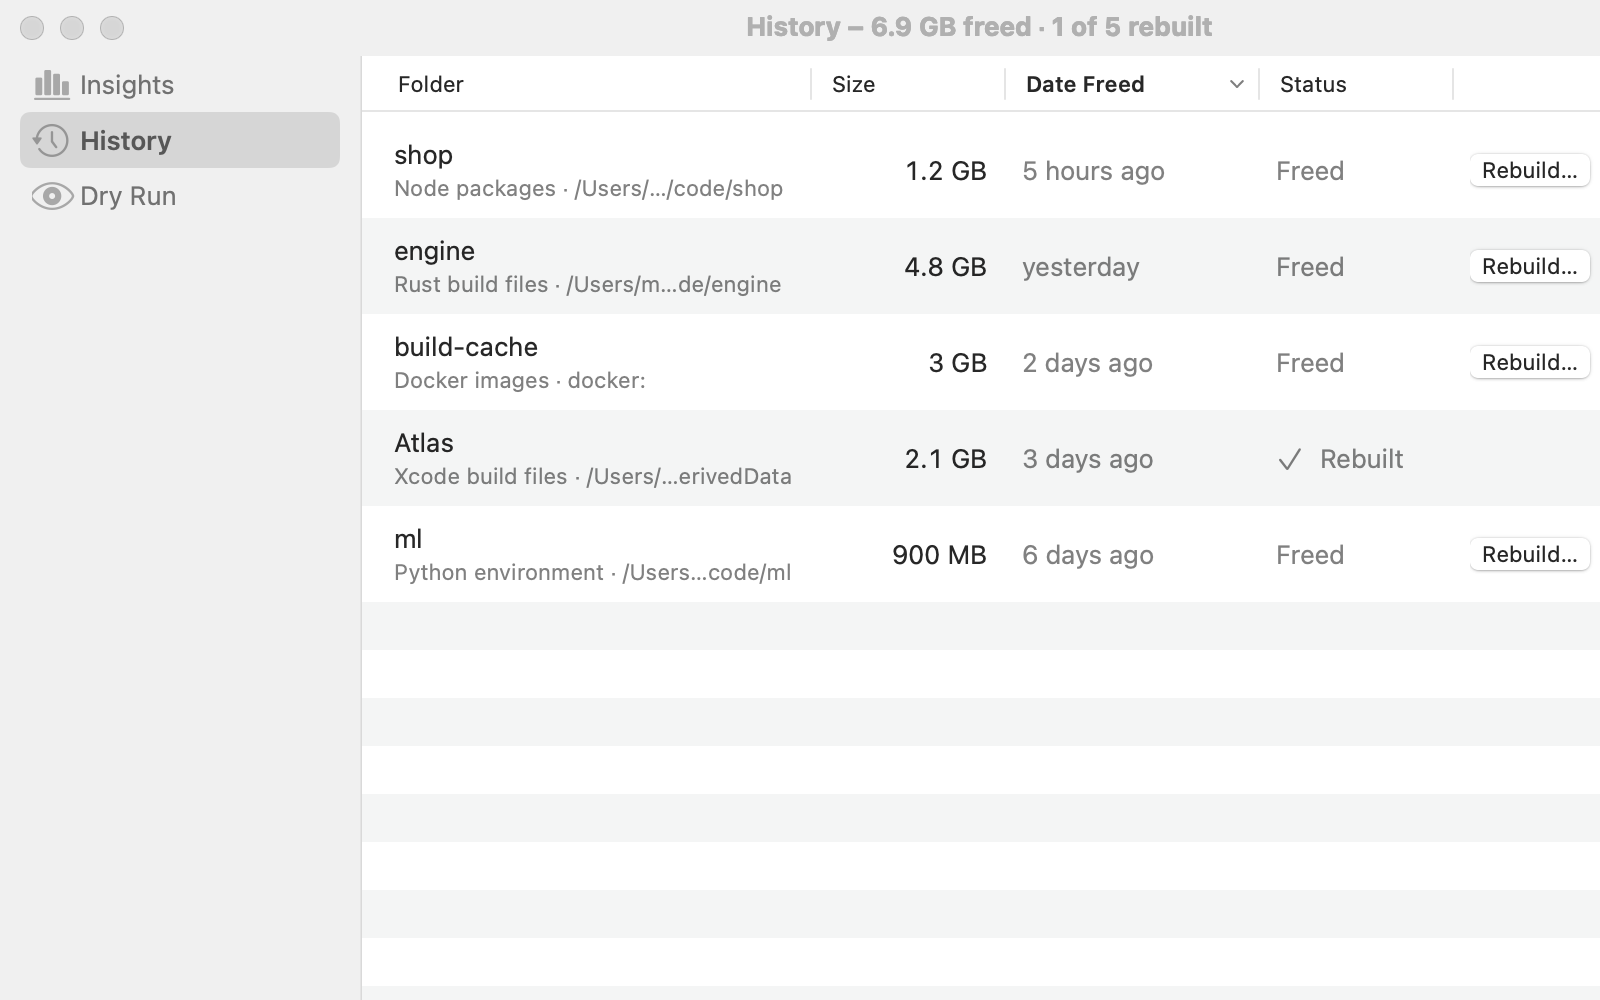 History – 6.9 GB freed · 1 of 5 rebuilt
Insights
History
Dry Run
Folder Size Date Freed Status
shop
Node packages · /Users/.../code/shop
1.2 GB 5 hours ago Freed Rebuild...
engine
Rust build files · /Users/m...de/engine
4.8 GB yesterday Freed Rebuild...
build-cache
Docker images · docker:
3 GB 2 days ago Freed Rebuild...
Atlas
Xcode build files · /Users/...erivedData
2.1 GB 3 days ago Rebuilt
ml
Python environment · /Users...code/ml
900 MB 6 days ago Freed Rebuild...